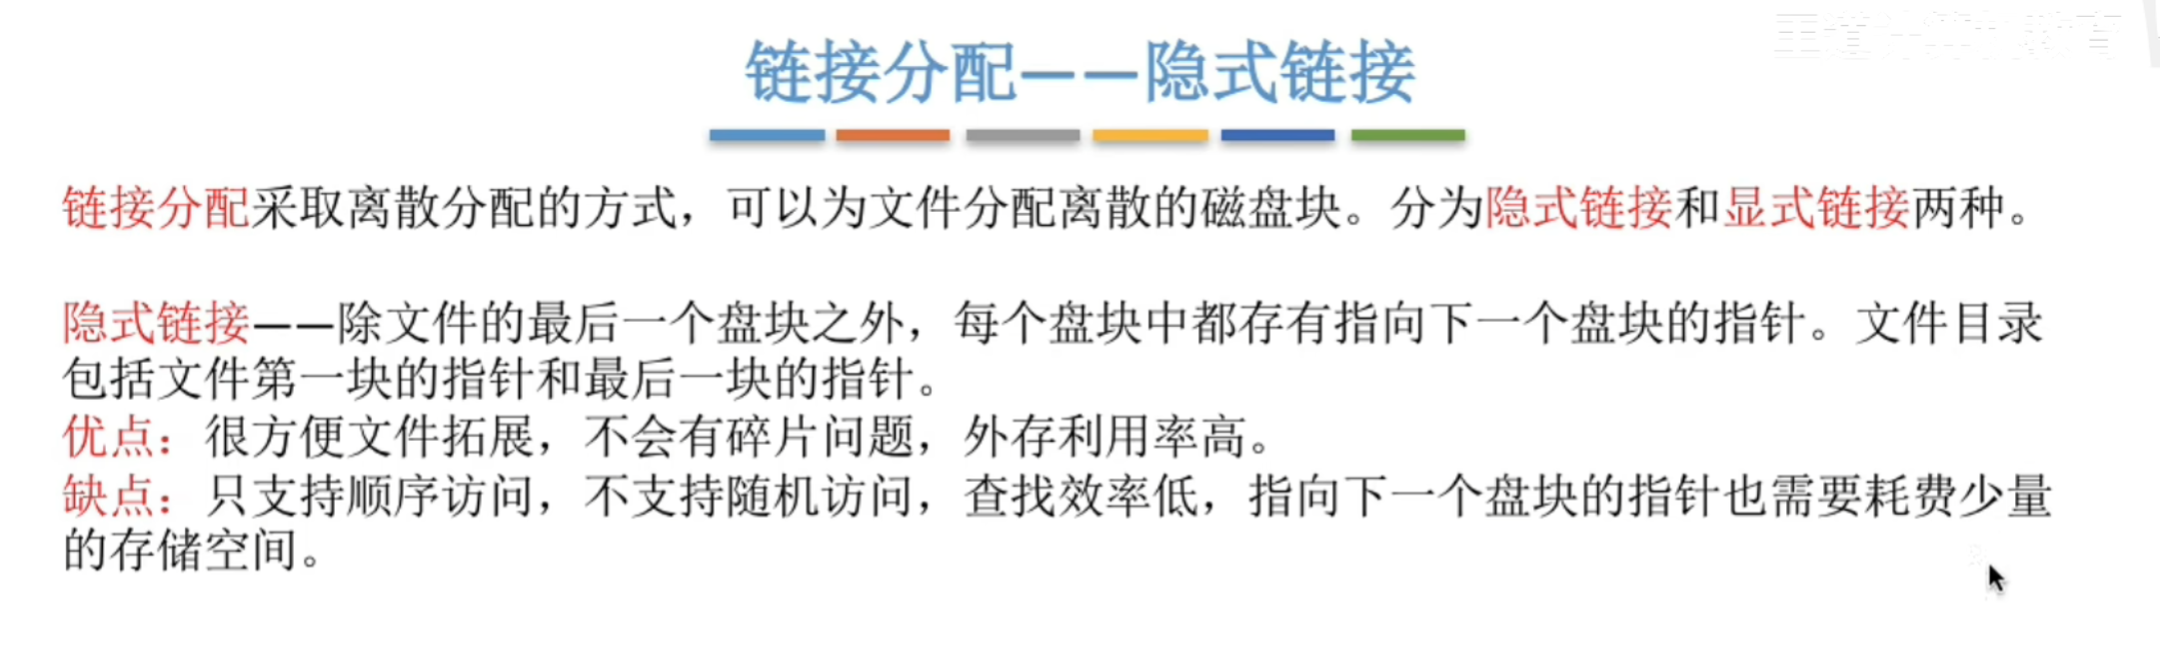 链接分配——隐式链接
链接分配采取离散分配的方式，可以为文件分配离散的磁盘块。分为隐式链接和显式链接两种。
隐式链接——除文件的最后一个盘块之外，每个盘块中都存有指向下一个盘块的指针。文件目录
包括文件第一块的指针和最后一块的指针。
优点：很方便文件拓展，不会有碎片问题，外存利用率高。
缺点：只支持顺序访问，不支持随机访问，查找效率低，指向下一个盘块的指针也需要耗费少量
的存储空间。